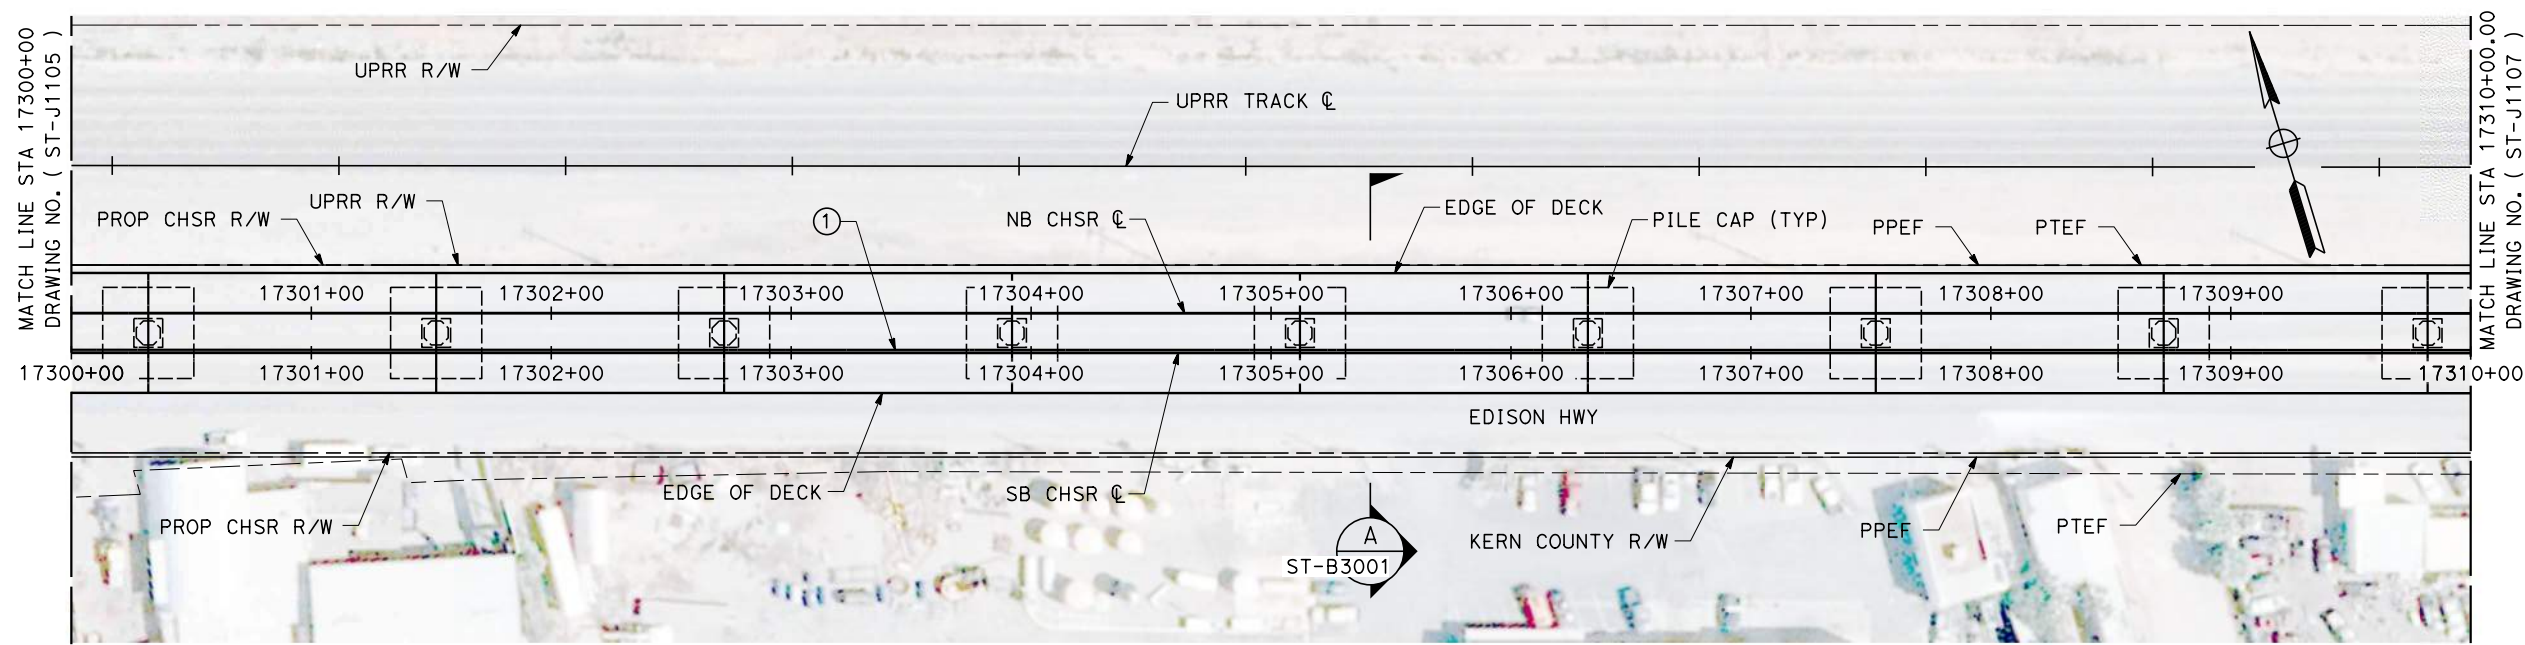 MATCH LINE STA 17300+00
DRAWING NO. ( ST-J1105 )
UPRR R/W
UPRR TRACK ℄
MATCH LINE STA 17310+00.00
DRAWING NO. ( ST-J1107 )
PROP CHSR R/W
UPRR R/W
1
NB CHSR ℄
EDGE OF DECK
PILE CAP (TYP)
PPEF
PTEF
17301+00
17302+00
17303+00
17304+00
17305+00
17306+00
17307+00
17308+00
17309+00
17300+00
17301+00
17302+00
17303+00
17304+00
17305+00
17306+00
17307+00
17308+00
17309+00
17310+00
EDISON HWY
PROP CHSR R/W
EDGE OF DECK
SB CHSR ℄
A
ST-B3001
KERN COUNTY R/W
PPEF
PTEF